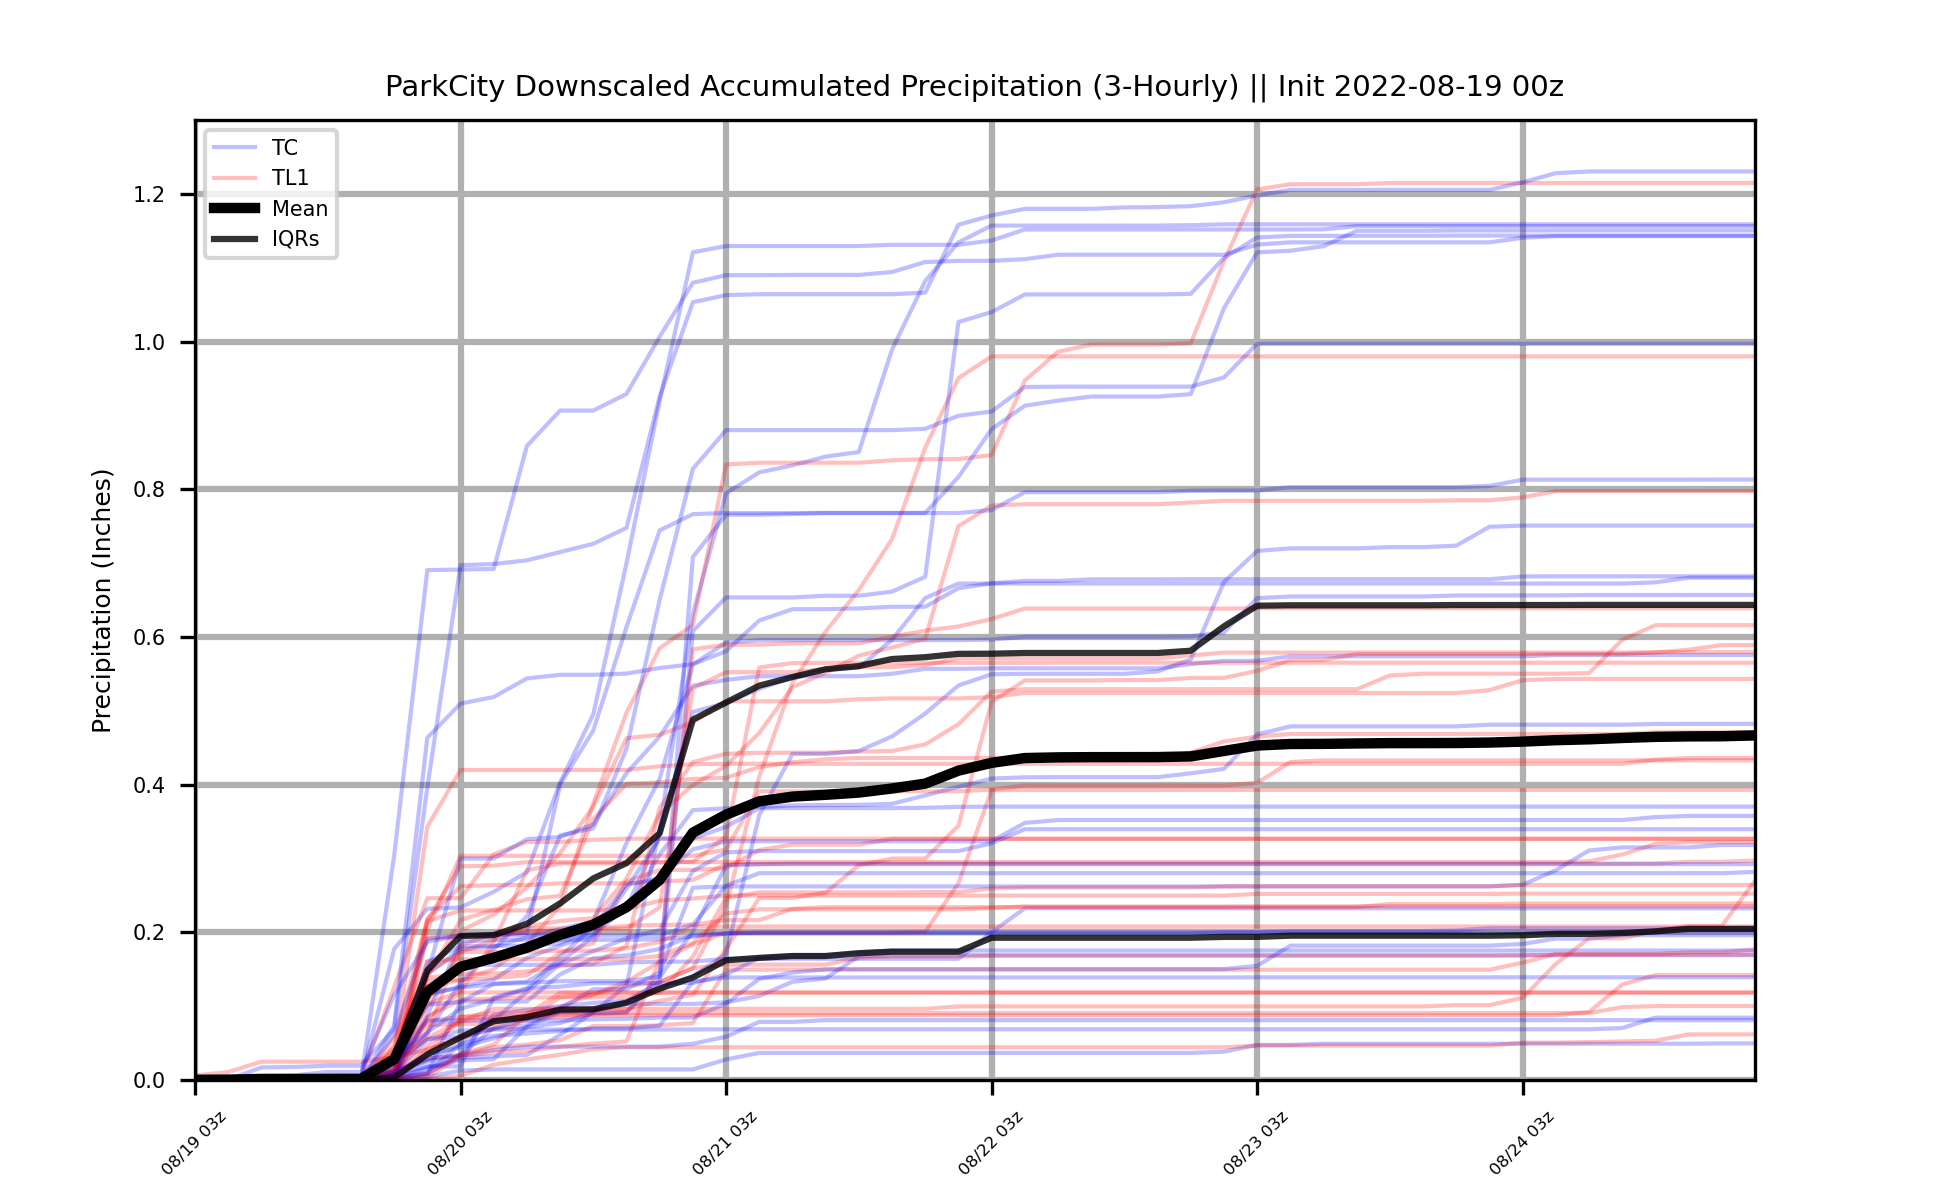 ParkCity Downscaled Accumulated Precipitation (3-Hourly) || Init 2022-08-19 00z
TC
TL1
Mean
IQRs
Precipitation (Inches)
1.2
1.0
0.8
0.6
0.4
0.2
0.0
08/19 03z
08/20 03z
08/21 03z
08/22 03z
08/23 03z
08/24 03z